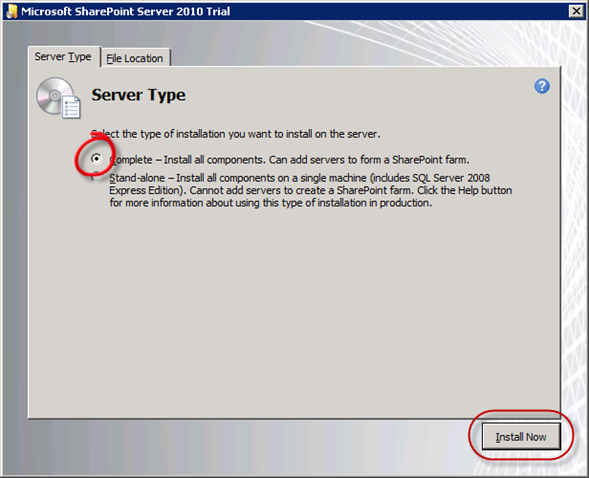 Microsoft SharePoint Server 2010 Trial
Server Type
File Location
?
Server Type
Select the type of installation you want to install on the server.
Complete – Install all components. Can add servers to form a SharePoint farm.
Stand-alone – Install all components on a single machine (includes SQL Server 2008
Express Edition). Cannot add servers to create a SharePoint farm. Click the Help button
for more information about using this type of installation in production.
Install Now